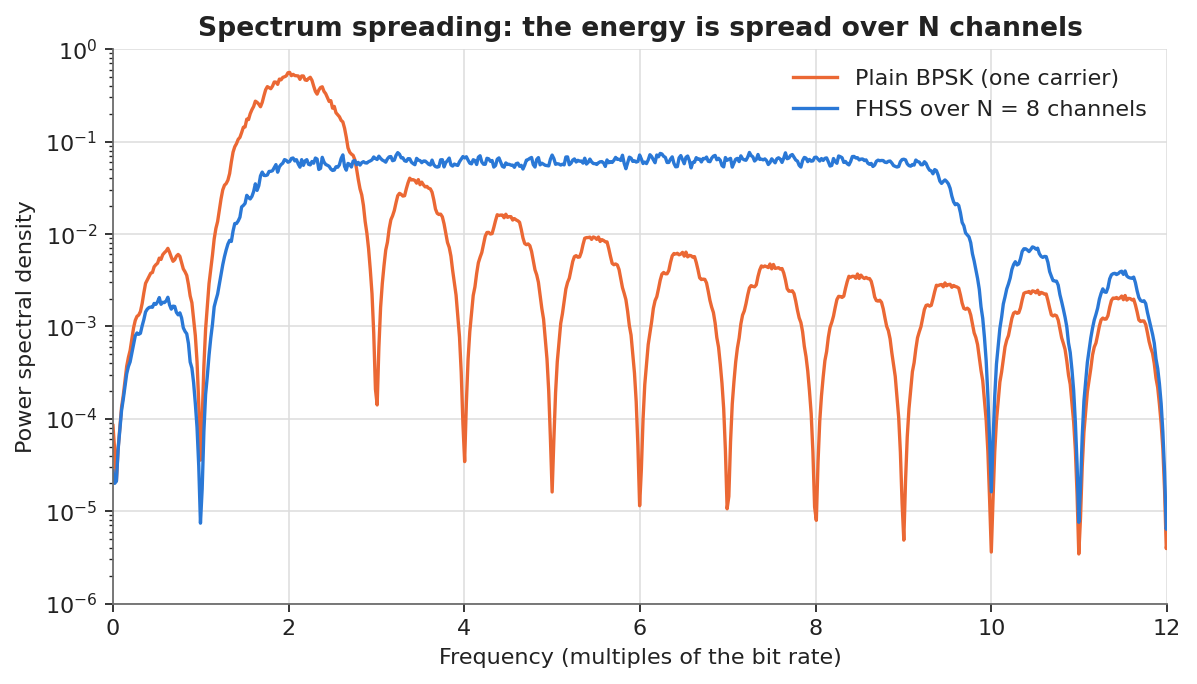 Spectrum spreading: the energy is spread over N channels
Plain BPSK (one carrier)
FHSS over N = 8 channels
Power spectral density
10⁰
10⁻¹
10⁻²
10⁻³
10⁻⁴
10⁻⁵
10⁻⁶
0 2 4 6 8 10 12
Frequency (multiples of the bit rate)